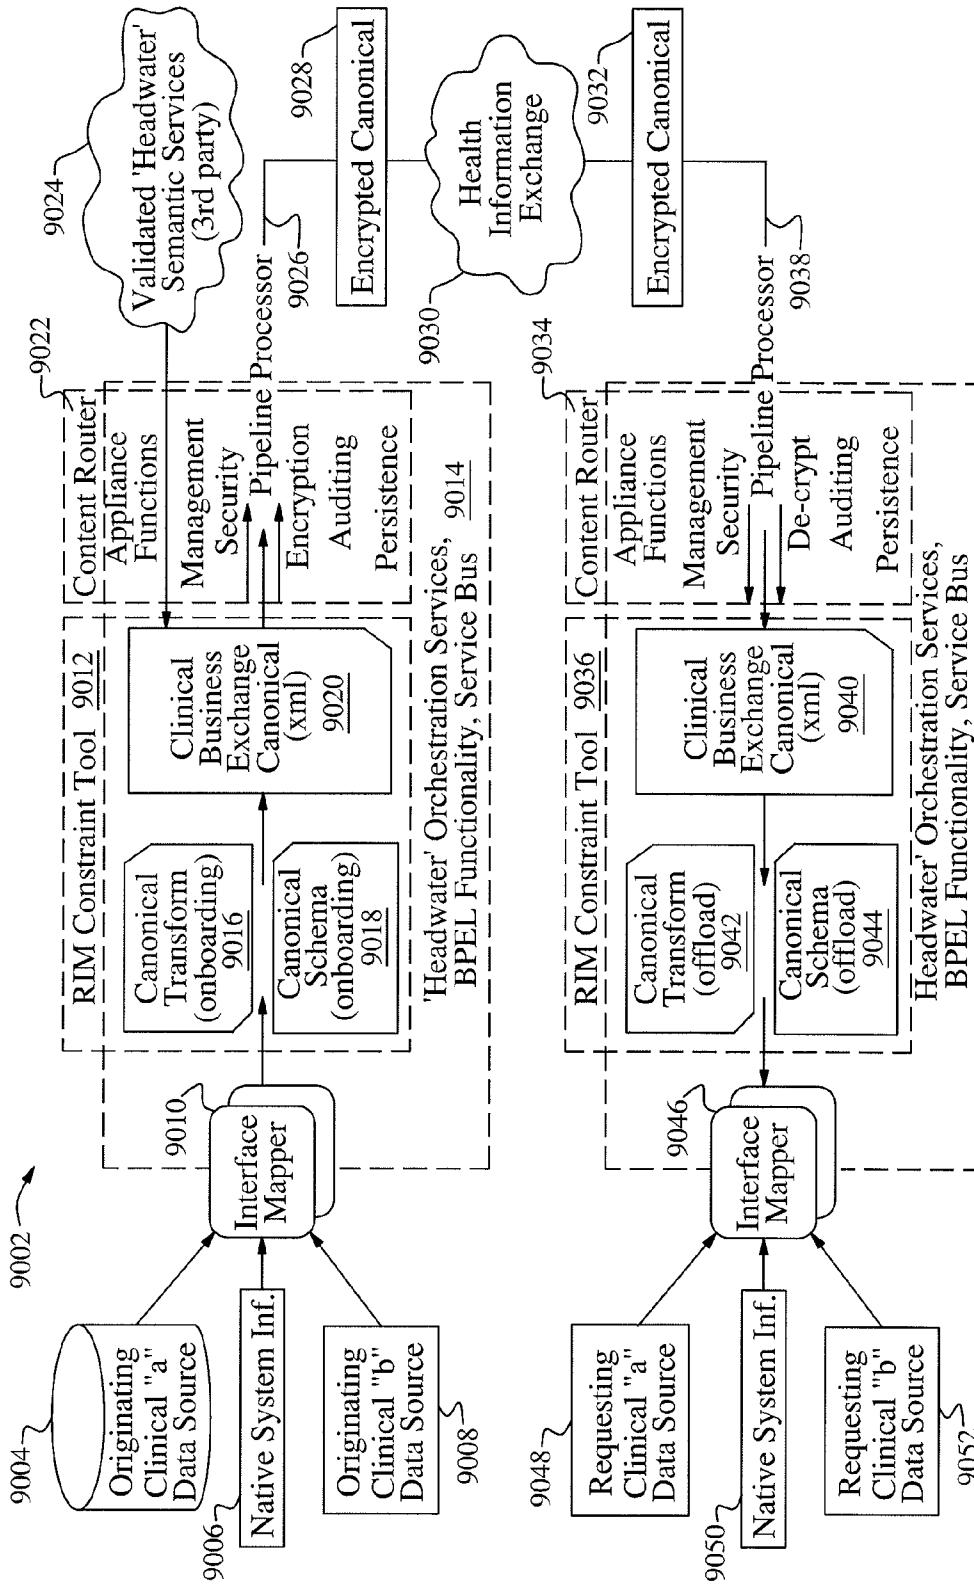 9002
9004
Originating
Clinical "a"
Data Source
9006
Native System Inf.
Originating
Clinical "b"
Data Source
9008
9010
Interface
Mapper
RIM Constraint Tool 9012
Canonical
Transform
(onboarding)
9016
Canonical
Schema
(onboarding)
9018
Clinical
Business
Exchange
Canonical
(xml)
9020
'Headwater' Orchestration Services,
BPEL Functionality, Service Bus
9014
9022
Content Router
Appliance
Functions
Management
Security
Pipeline Processor
Encryption
Auditing
Persistence
9024
Validated 'Headwater'
Semantic Services
(3rd party)
9026
9028
Encrypted Canonical
9030
Health
Information
Exchange
9032
Encrypted Canonical
9034
9038
Content Router
Appliance
Functions
Management
Security
Pipeline Processor
De-crypt
Auditing
Persistence
RIM Constraint Tool 9036
Clinical
Business
Exchange
Canonical
(xml)
9040
Canonical
Transform
(offload)
9042
Canonical
Schema
(offload)
9044
Headwater' Orchestration Services,
BPEL Functionality, Service Bus
9046
Interface
Mapper
9048
Requesting
Clinical "a"
Data Source
9050
Native System Inf.
Requesting
Clinical "b"
Data Source
9052